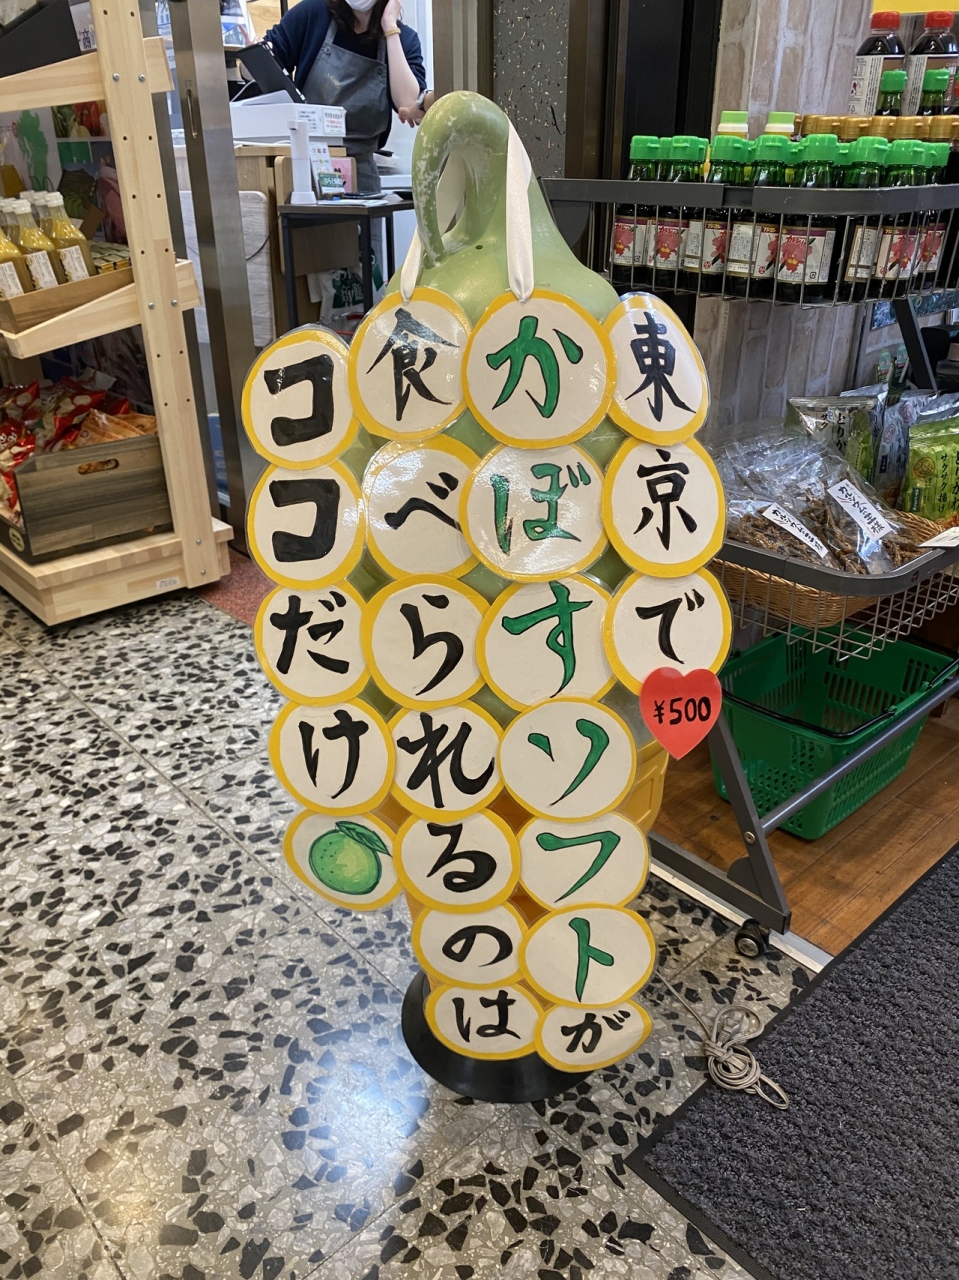 東京で
かぼすソフトが
食べられるのは
ココだけ
¥500